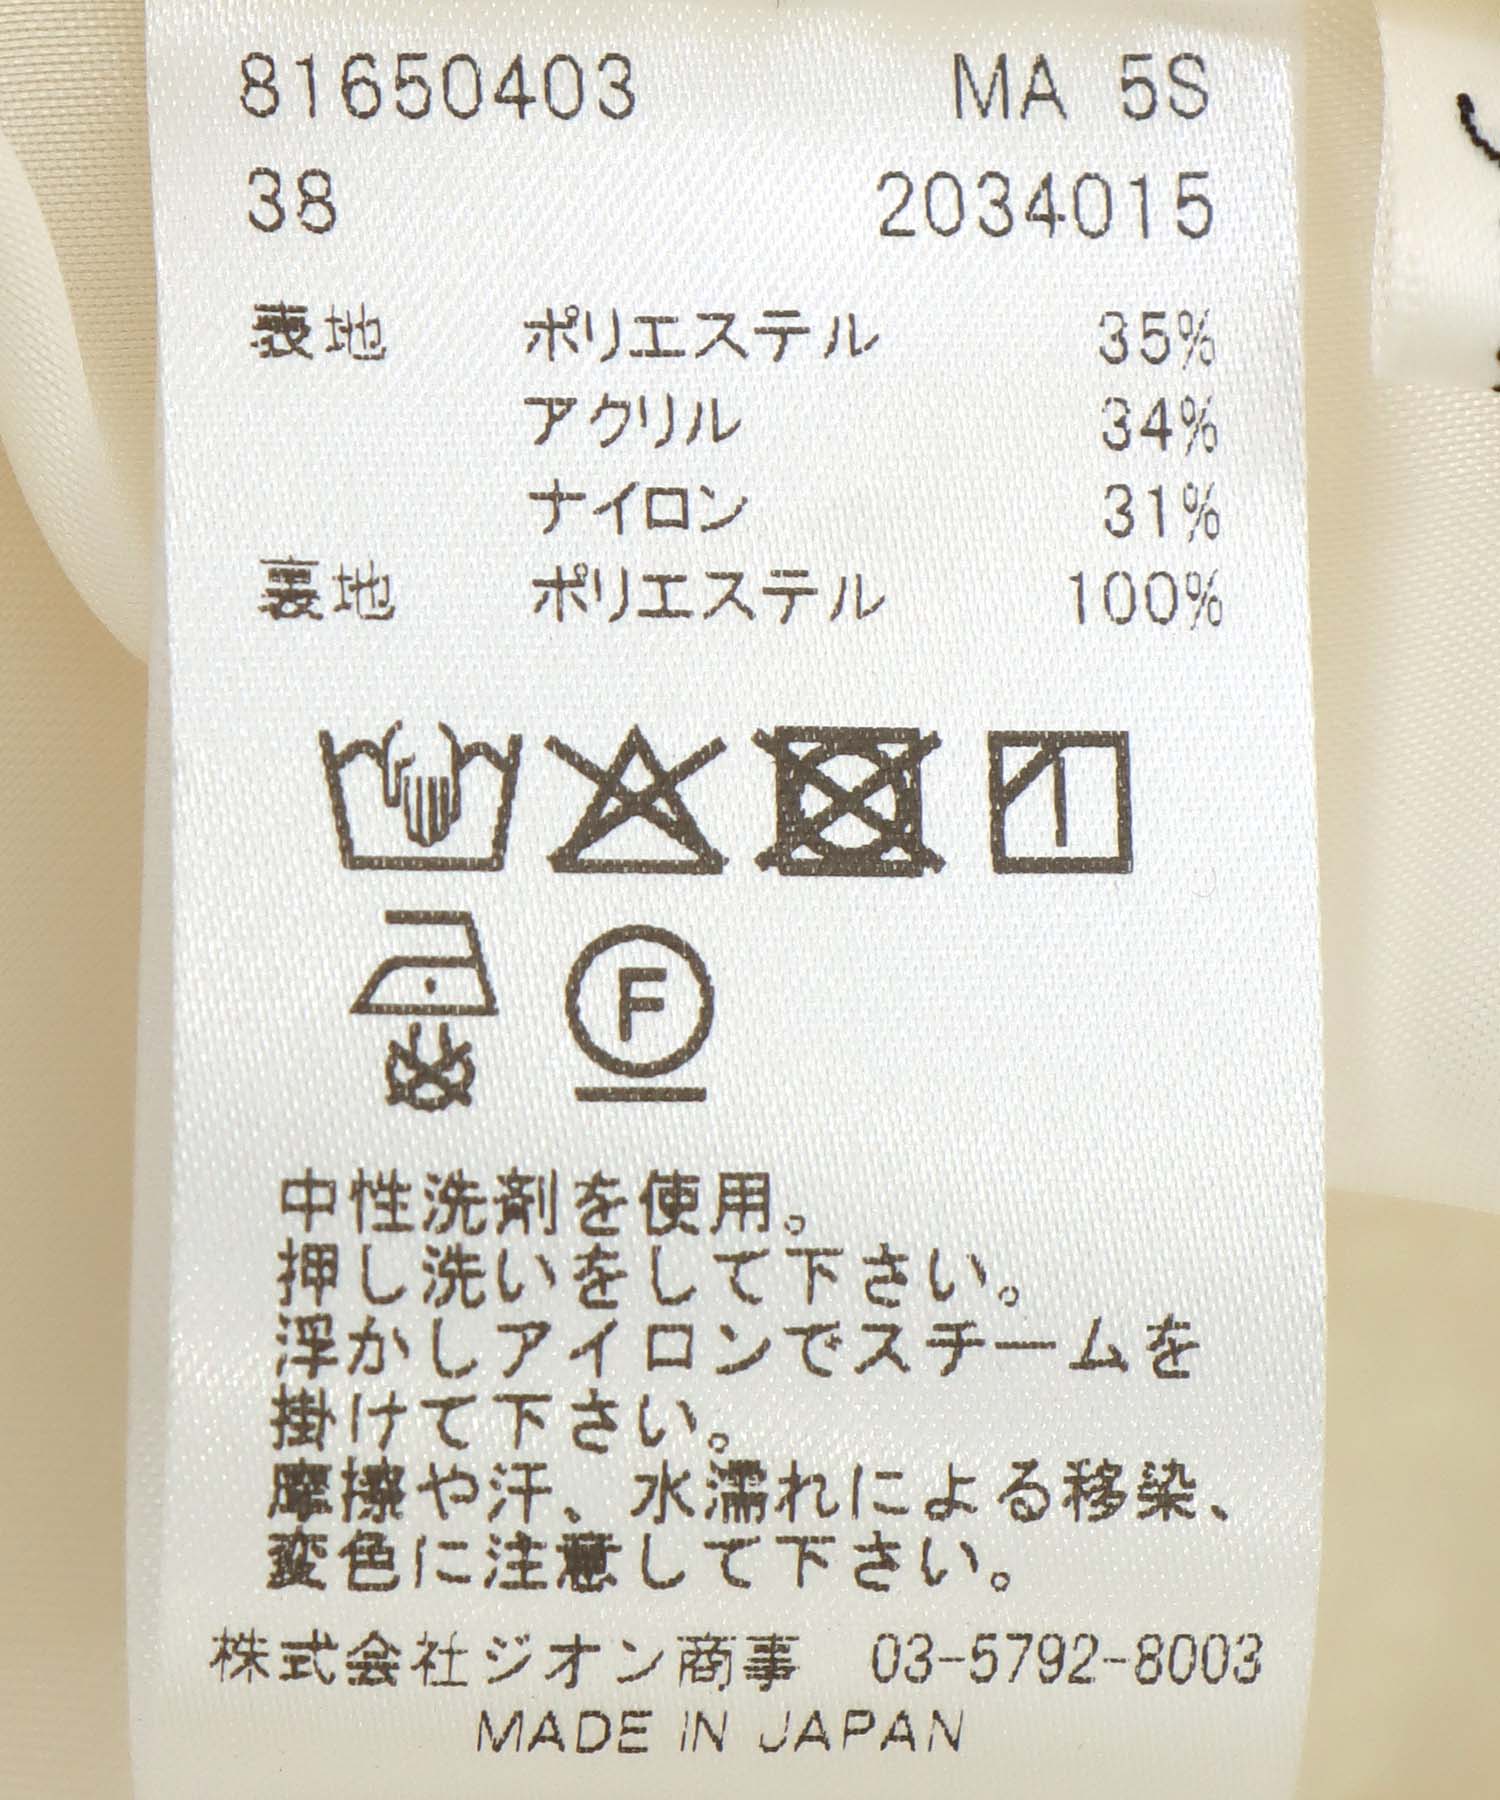 81650403 MA 5S
38 2034015
表地 ポリエステル 35%
アクリル 34%
ナイロン 31%
裏地 ポリエステル 100%
F
中性洗剤を使用。
押し洗いをして下さい。
浮かしアイロンでスチームを
掛けて下さい。
摩擦や汗、水濡れによる移染、
変色に注意して下さい。
株式会社ジオン商事 03-5792-8003
MADE IN JAPAN